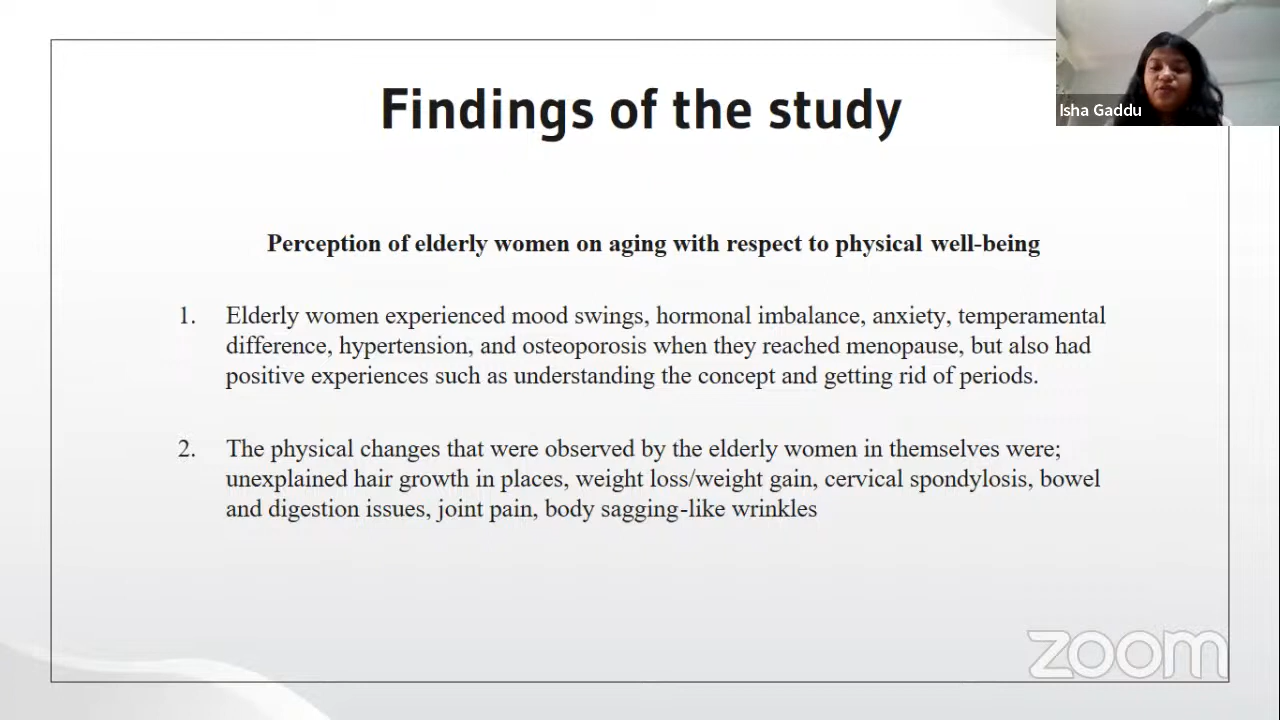 Findings of the study
Isha Gaddu
Perception of elderly women on aging with respect to physical well-being
1. Elderly women experienced mood swings, hormonal imbalance, anxiety, temperamental
difference, hypertension, and osteoporosis when they reached menopause, but also had
positive experiences such as understanding the concept and getting rid of periods.
2. The physical changes that were observed by the elderly women in themselves were;
unexplained hair growth in places, weight loss/weight gain, cervical spondylosis, bowel
and digestion issues, joint pain, body sagging-like wrinkles
zoom